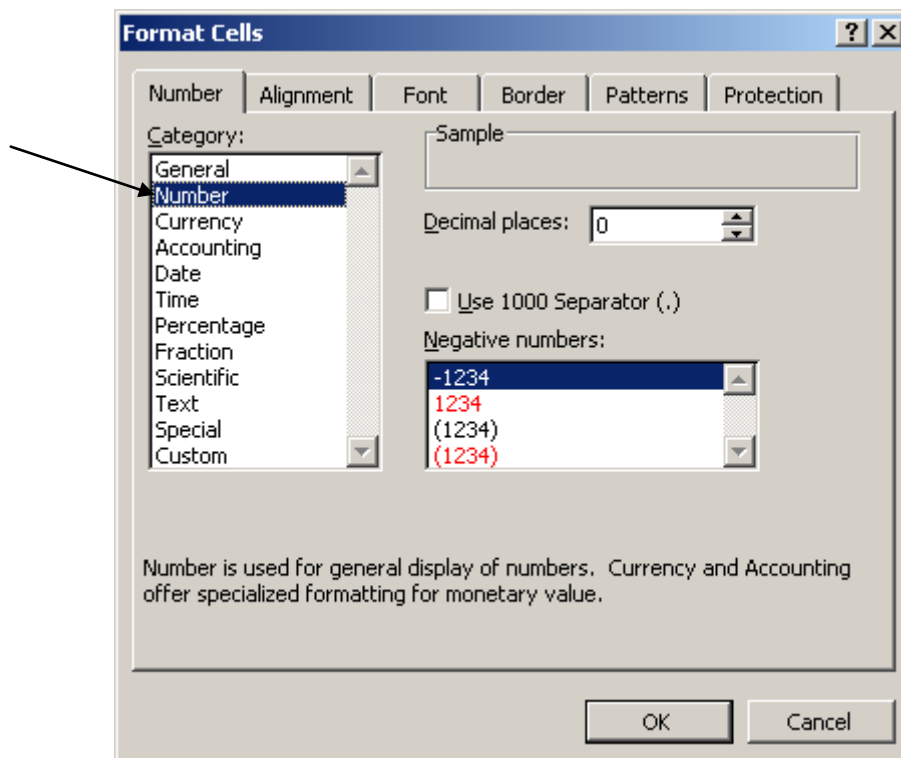 Format Cells
Number Alignment Font Border Patterns Protection
Category:
General
Number
Currency
Accounting
Date
Time
Percentage
Fraction
Scientific
Text
Special
Custom
Sample
Decimal places: 0
Use 1000 Separator (.)
Negative numbers:
-1234
1234
(1234)
(1234)
Number is used for general display of numbers. Currency and Accounting
offer specialized formatting for monetary value.
OK Cancel